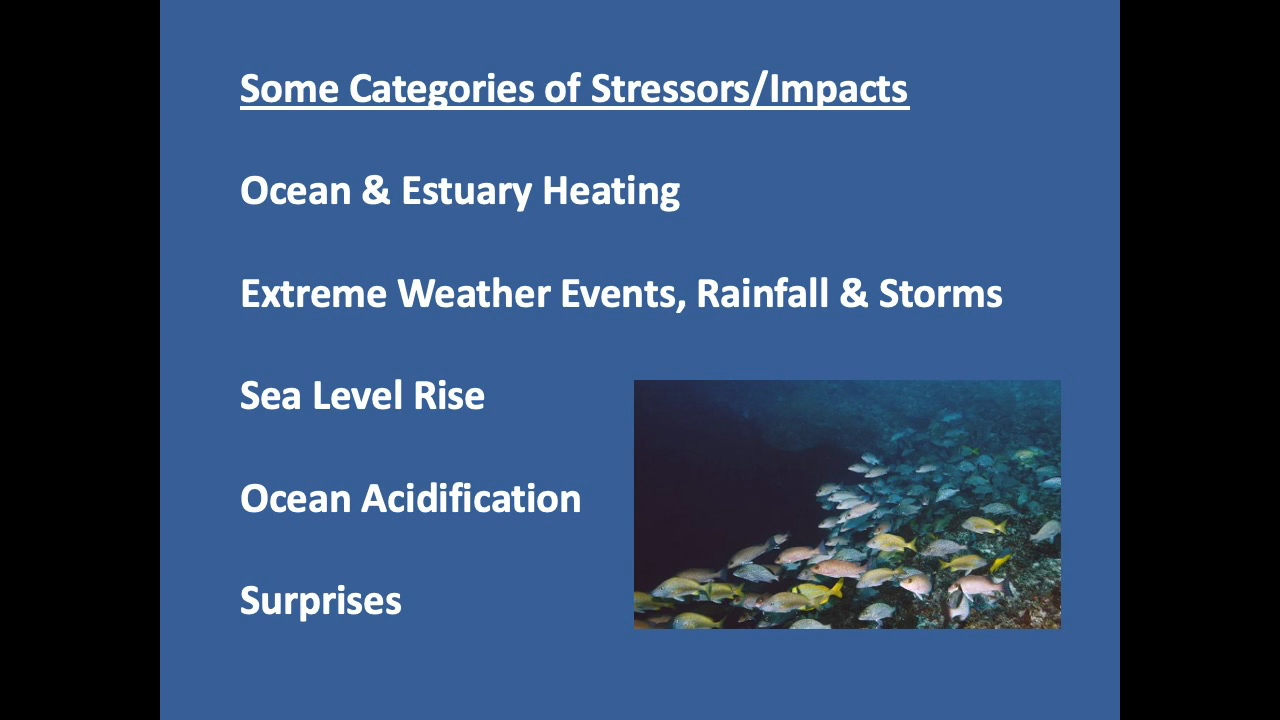 Some Categories of Stressors/Impacts
Ocean & Estuary Heating
Extreme Weather Events, Rainfall & Storms
Sea Level Rise
Ocean Acidification
Surprises